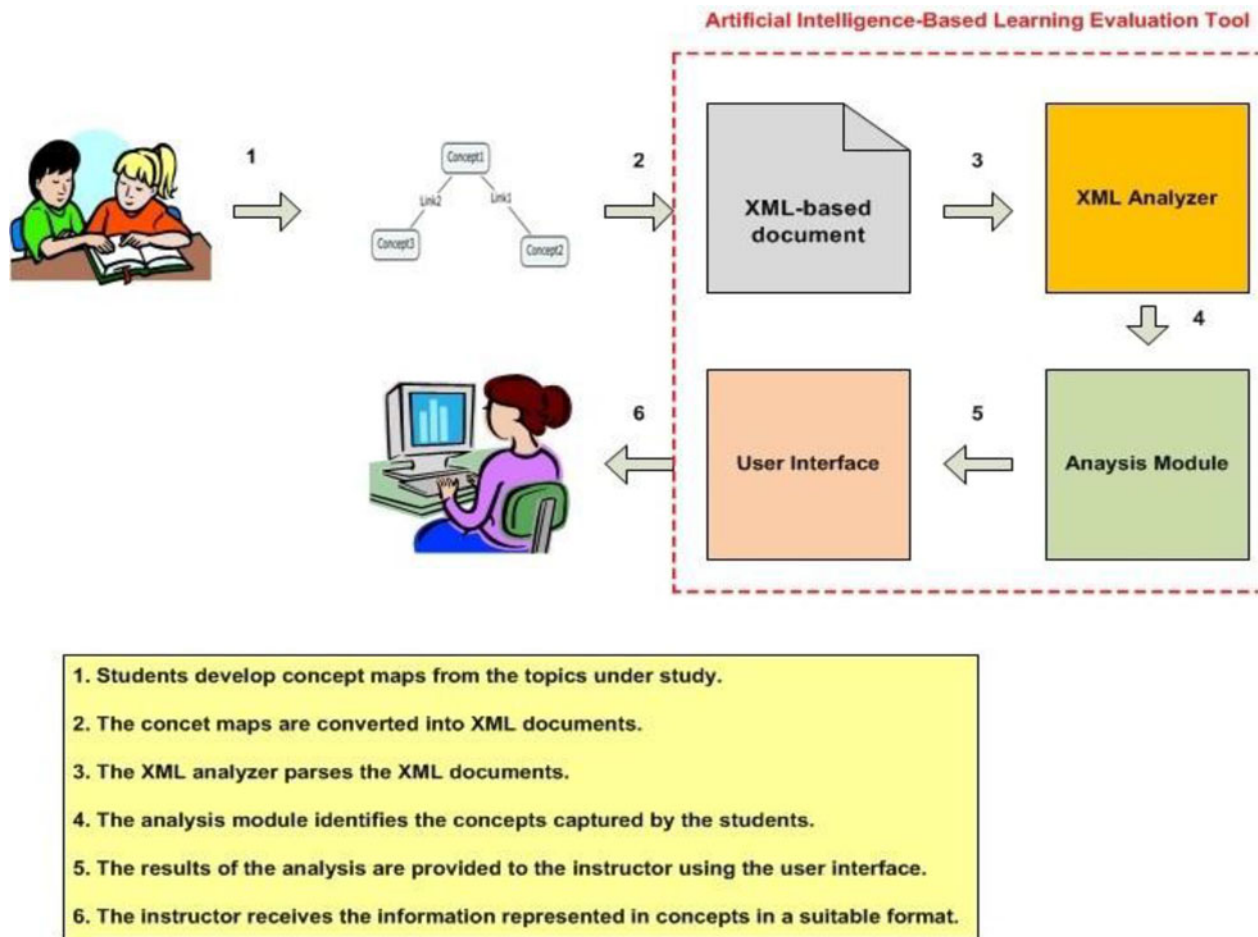 Artificial Intelligence-Based Learning Evaluation Tool
1
Concept1
Link2
Link1
Concept3
Concept2
2
XML-based
document
3
XML Analyzer
4
6
User Interface
5
Anaysis Module
1. Students develop concept maps from the topics under study.
2. The concet maps are converted into XML documents.
3. The XML analyzer parses the XML documents.
4. The analysis module identifies the concepts captured by the students.
5. The results of the analysis are provided to the instructor using the user interface.
6. The instructor receives the information represented in concepts in a suitable format.